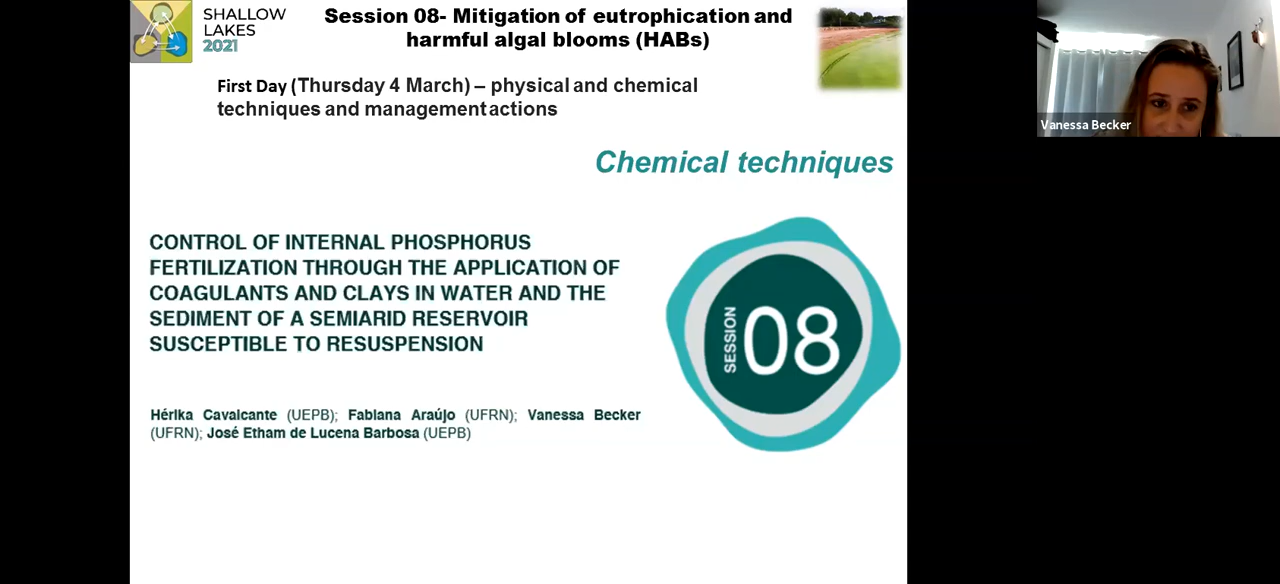 SHALLOW
LAKES
2021
Session 08- Mitigation of eutrophication and
harmful algal blooms (HABs)
First Day (Thursday 4 March) – physical and chemical
techniques and management actions
Chemical techniques
CONTROL OF INTERNAL PHOSPHORUS
FERTILIZATION THROUGH THE APPLICATION OF
COAGULANTS AND CLAYS IN WATER AND THE
SEDIMENT OF A SEMIARID RESERVOIR
SUSCEPTIBLE TO RESUSPENSION
Hérika Cavalcante (UEPB); Fabiana Araújo (UFRN); Vanessa Becker
(UFRN); José Etham de Lucena Barbosa (UEPB)
SESSION
08
Vanessa Becker